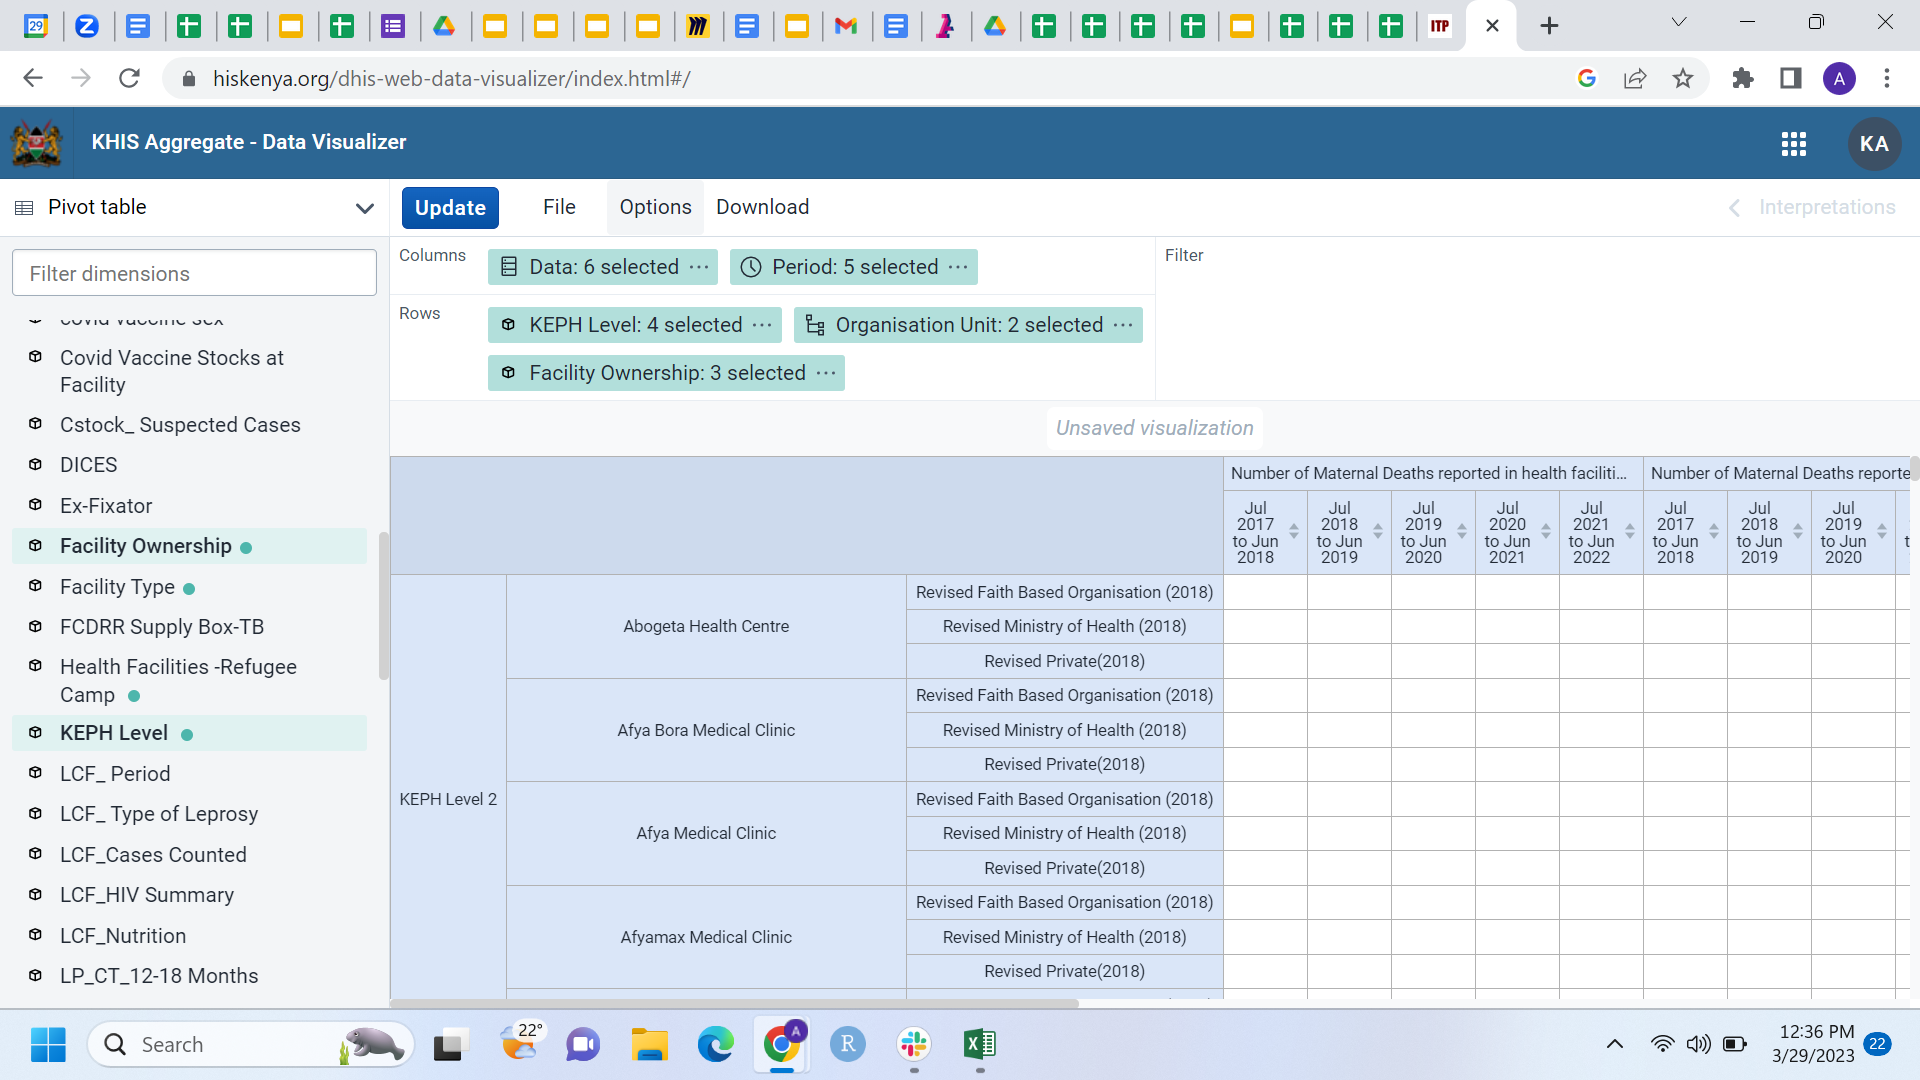 29
ITP
hiskenya.org/dhis-web-data-visualizer/index.html#/
A
KHIS Aggregate - Data Visualizer
KA
Pivot table
Update
File
Options
Download
Interpretations
Filter dimensions
Columns
Data: 6 selected
Period: 5 selected
Filter
Rows
KEPH Level: 4 selected
Organisation Unit: 2 selected
Facility Ownership: 3 selected
Unsaved visualization
covid vaccine sex
Covid Vaccine Stocks at
Facility
Cstock_ Suspected Cases
DICES
Ex-Fixator
Facility Ownership
Facility Type
FCDRR Supply Box-TB
Health Facilities -Refugee
Camp
KEPH Level
LCF_ Period
LCF_ Type of Leprosy
LCF_Cases Counted
LCF_HIV Summary
LCF_Nutrition
LP_CT_12-18 Months
Number of Maternal Deaths reported in health faciliti...
Number of Maternal Deaths reporte
Jul 2017 to Jun 2018
Jul 2018 to Jun 2019
Jul 2019 to Jun 2020
Jul 2020 to Jun 2021
Jul 2021 to Jun 2022
Jul 2017 to Jun 2018
Jul 2018 to Jun 2019
Jul 2019 to Jun 2020
KEPH Level 2
Abogeta Health Centre
Revised Faith Based Organisation (2018)
Revised Ministry of Health (2018)
Revised Private(2018)
Afya Bora Medical Clinic
Revised Faith Based Organisation (2018)
Revised Ministry of Health (2018)
Revised Private(2018)
Afya Medical Clinic
Revised Faith Based Organisation (2018)
Revised Ministry of Health (2018)
Revised Private(2018)
Afyamax Medical Clinic
Revised Faith Based Organisation (2018)
Revised Ministry of Health (2018)
Revised Private(2018)
Search
22°
A
R
12:36 PM
3/29/2023
22